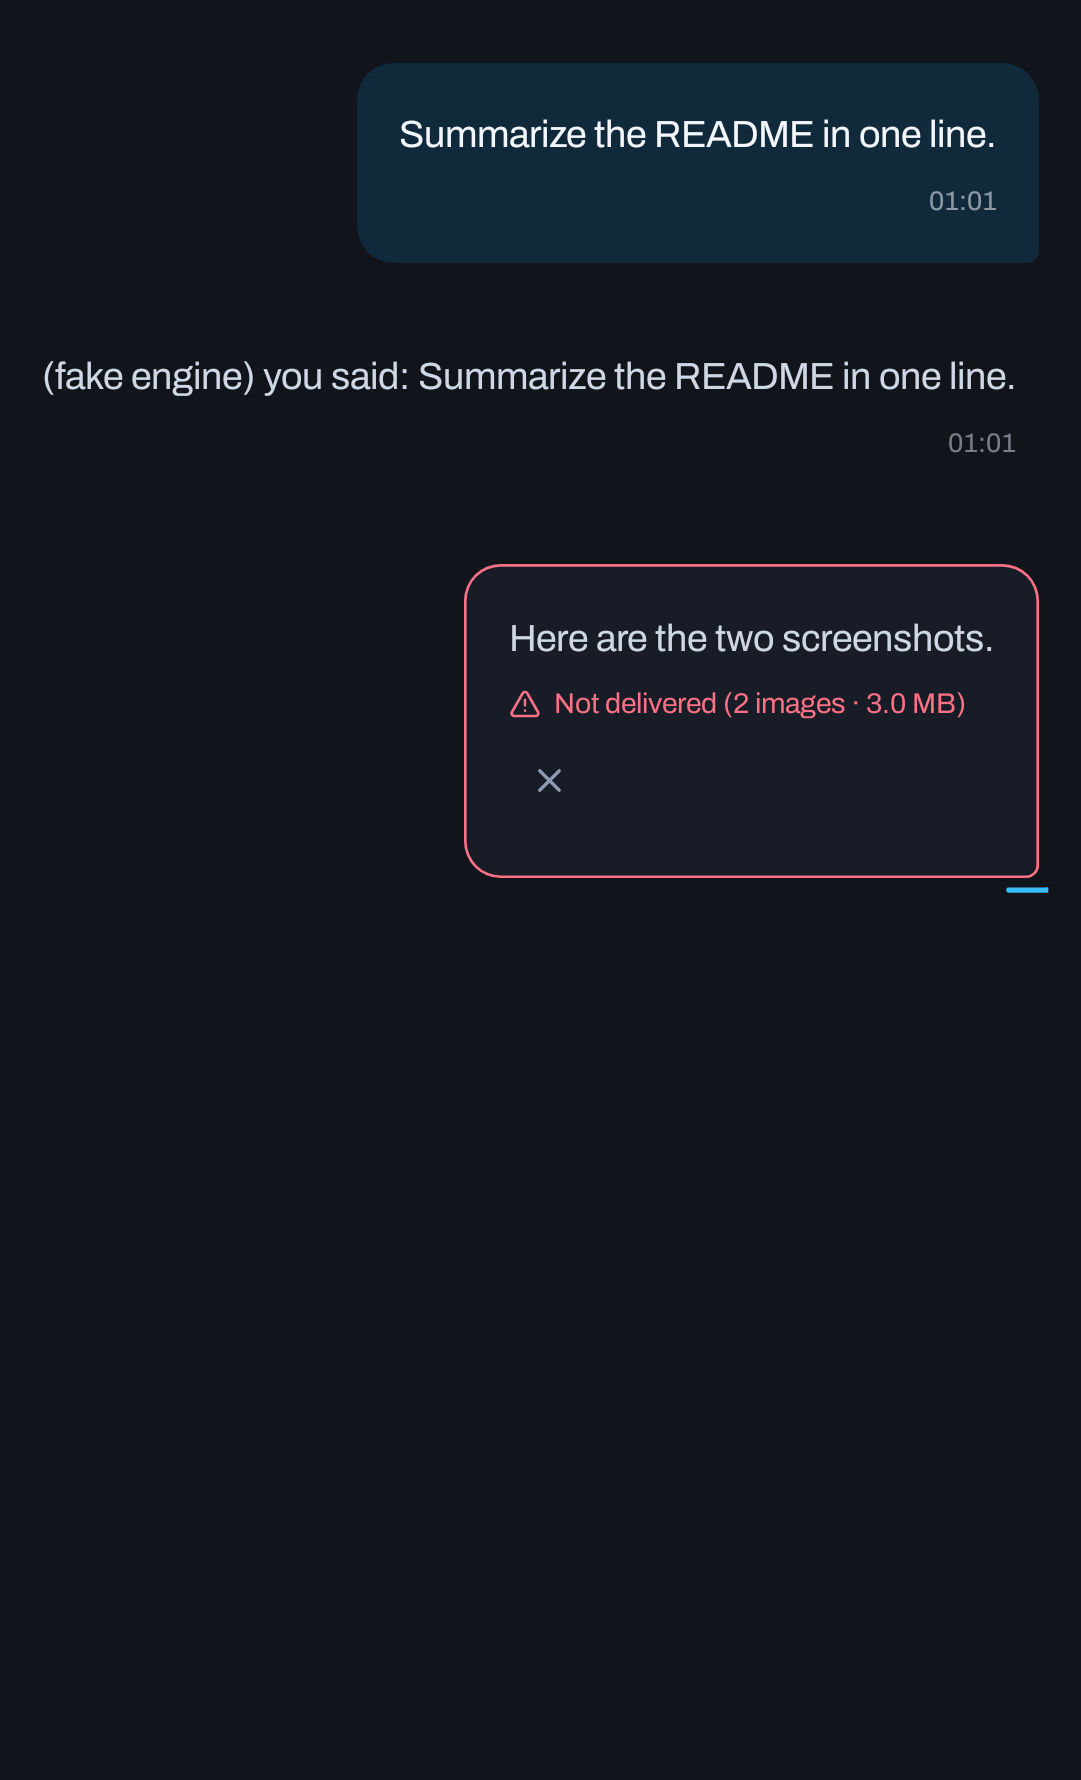 Summarize the README in one line.
01:01
(fake engine) you said: Summarize the README in one line.
01:01
Here are the two screenshots.
Not delivered (2 images · 3.0 MB)